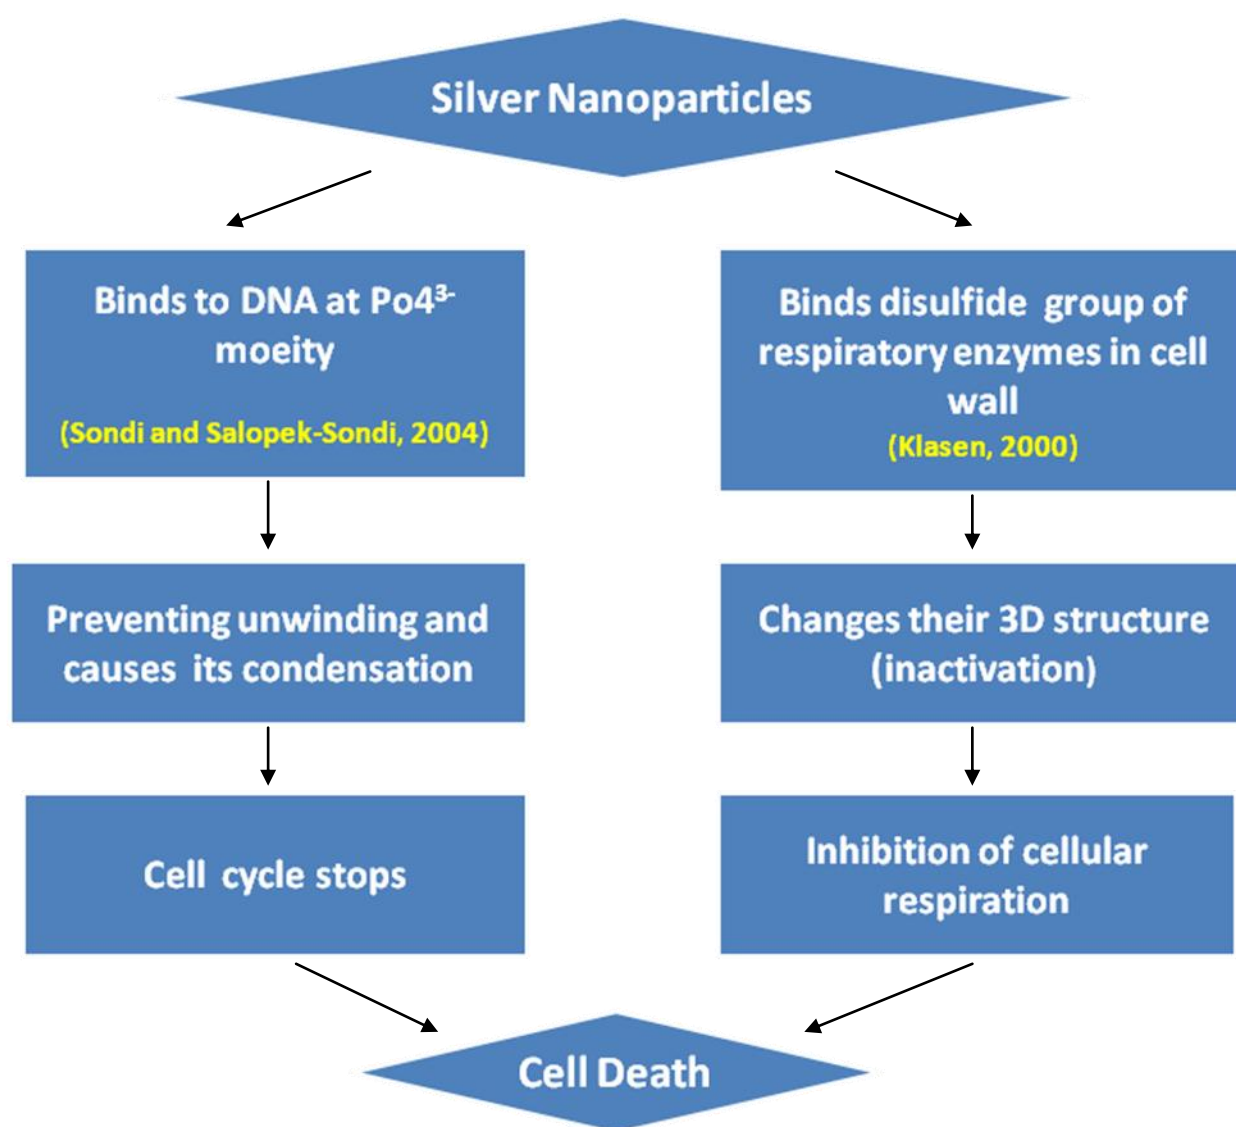 Silver Nanoparticles
Binds to DNA at Po4³⁻
moeity
(Sondi and Salopek-Sondi, 2004)
Binds disulfide group of
respiratory enzymes in cell
wall
(Klasen, 2000)
Preventing unwinding and
causes its condensation
Changes their 3D structure
(inactivation)
Cell cycle stops
Inhibition of cellular
respiration
Cell Death